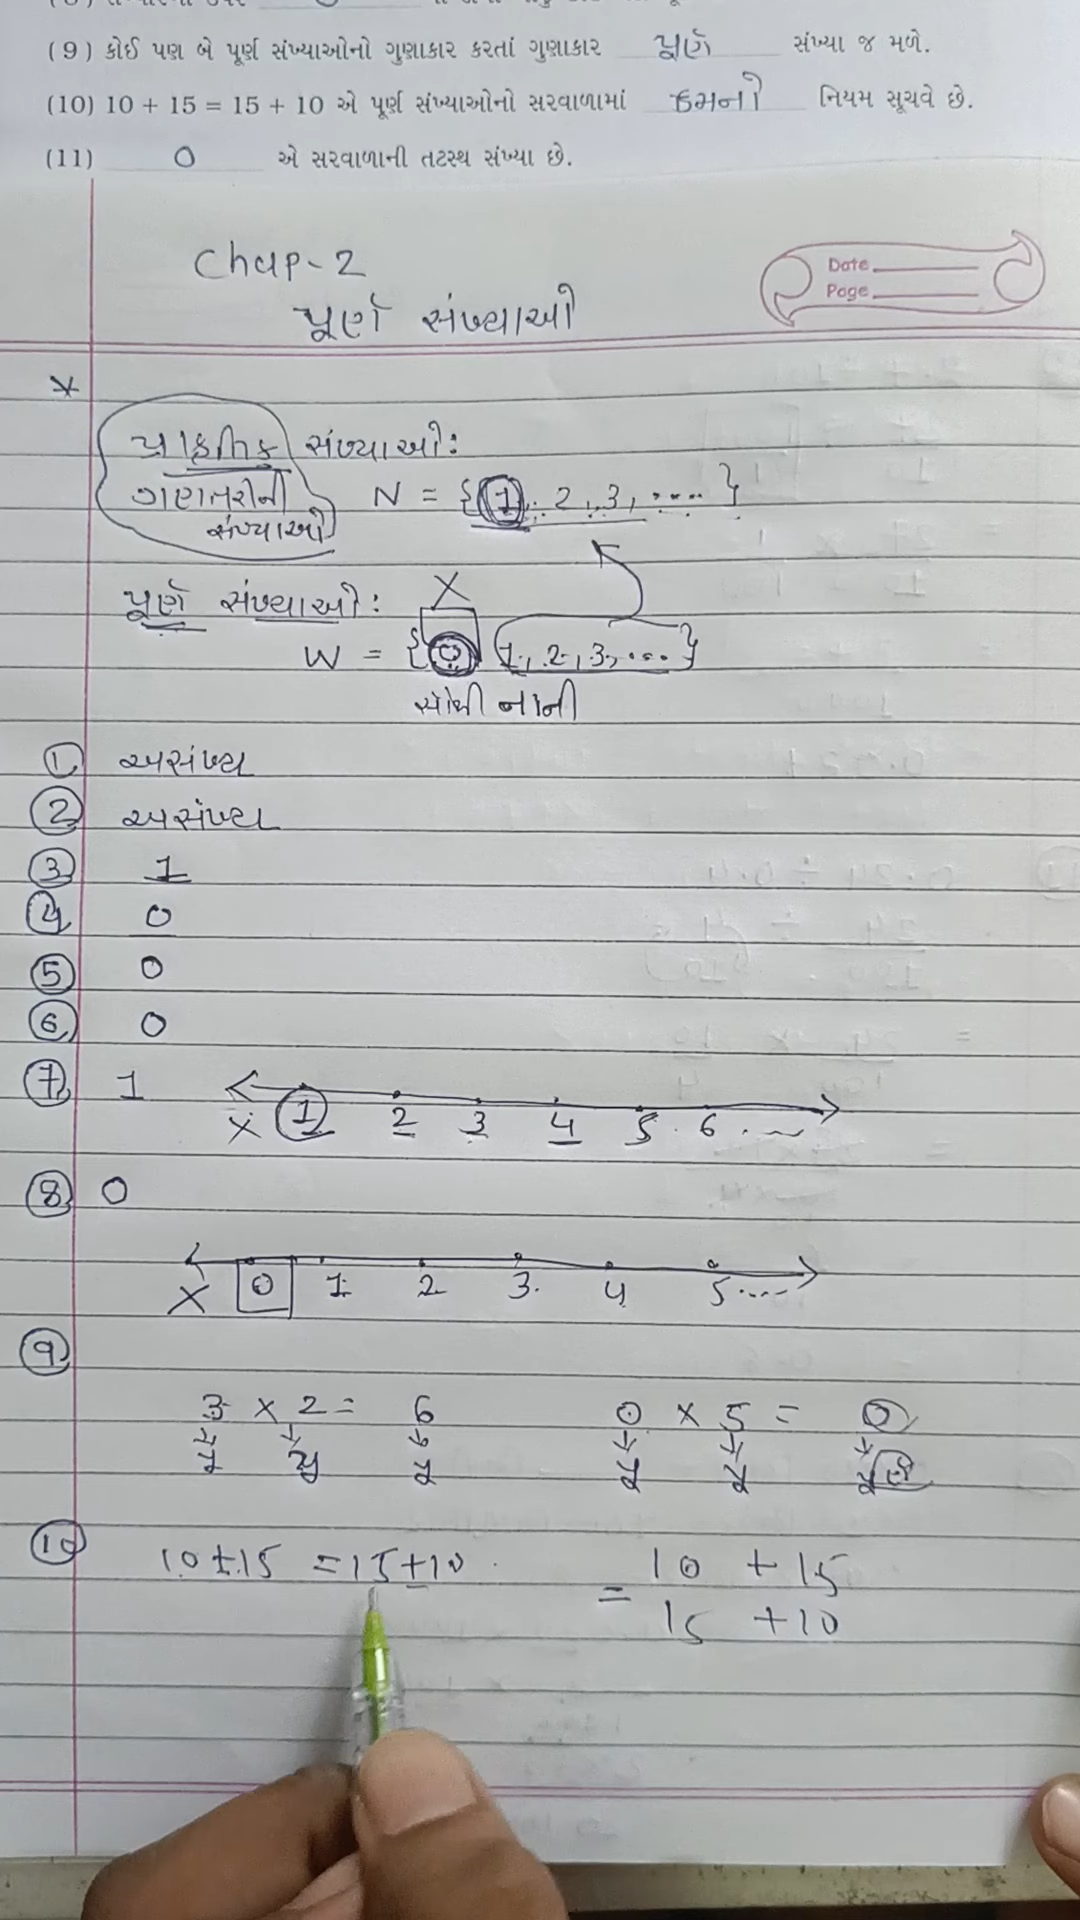 (9) કોઈ પણ બે પૂર્ણ સંખ્યાઓનો ગુણાકાર કરતાં ગુણાકાર પૂર્ણ સંખ્યા જ મળે.
(10) 10 + 15 = 15 + 10 એ પૂર્ણ સંખ્યાઓનો સરવાળામાં ક્રમનો નિયમ સૂચવે છે.
(11) 0 એ સરવાળાની તટસ્થ સંખ્યા છે.
Chap-2
Date
Page
પૂર્ણ સંખ્યાઓ
*
પ્રાકૃતિક સંખ્યાઓ:
ગણતરીની N = {1, 2, 3, ....}
સંખ્યાઓ
પૂર્ણ સંખ્યાઓ: X
W = {0, 1, 2, 3, ....}
સૌથી નાની
① અસંખ્ય
② અસંખ્ય
③ 1
④ 0
⑤ 0
⑥ 0
⑦ 1
X 1 2 3 4 5 6 ....
⑧ 0
X 0 1 2 3 4 5....
⑨
3 × 2 = 6 0 × 5 = 0
પૂ પૂ પૂ પૂ પૂ પૂર્ણ
⑩ 10+15 = 15+10 10 + 15
= 15 + 10